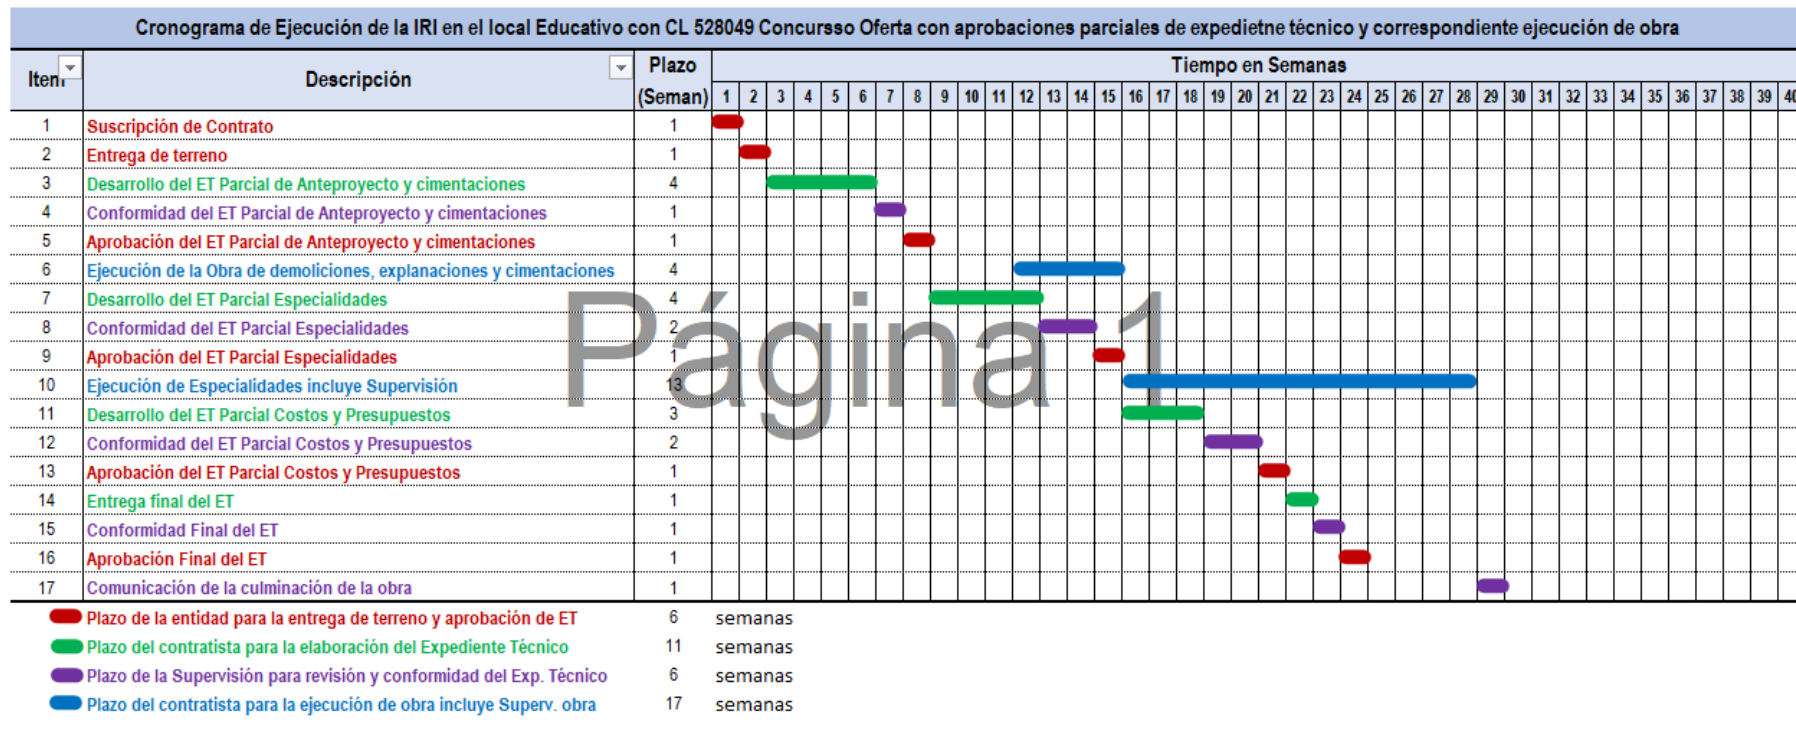 Cronograma de Ejecución de la IRI en el local Educativo con CL 528049 Concursso Oferta con aprobaciones parciales de expedietne técnico y correspondiente ejecución de obra
Item Descripción Plazo (Seman) Tiempo en Semanas
1 2 3 4 5 6 7 8 9 10 11 12 13 14 15 16 17 18 19 20 21 22 23 24 25 26 27 28 29 30 31 32 33 34 35 36 37 38 39 40
1 Suscripción de Contrato 1
2 Entrega de terreno 1
3 Desarrollo del ET Parcial de Anteproyecto y cimentaciones 4
4 Conformidad del ET Parcial de Anteproyecto y cimentaciones 1
5 Aprobación del ET Parcial de Anteproyecto y cimentaciones 1
6 Ejecución de la Obra de demoliciones, explanaciones y cimentaciones 4
7 Desarrollo del ET Parcial Especialidades 4
8 Conformidad del ET Parcial Especialidades 2
9 Aprobación del ET Parcial Especialidades 1
10 Ejecución de Especialidades incluye Supervisión 13
11 Desarrollo del ET Parcial Costos y Presupuestos 3
12 Conformidad del ET Parcial Costos y Presupuestos 2
13 Aprobación del ET Parcial Costos y Presupuestos 1
14 Entrega final del ET 1
15 Conformidad Final del ET 1
16 Aprobación Final del ET 1
17 Comunicación de la culminación de la obra 1
Página 1
Plazo de la entidad para la entrega de terreno y aprobación de ET 6 semanas
Plazo del contratista para la elaboración del Expediente Técnico 11 semanas
Plazo de la Supervisión para revisión y conformidad del Exp. Técnico 6 semanas
Plazo del contratista para la ejecución de obra incluye Superv. obra 17 semanas